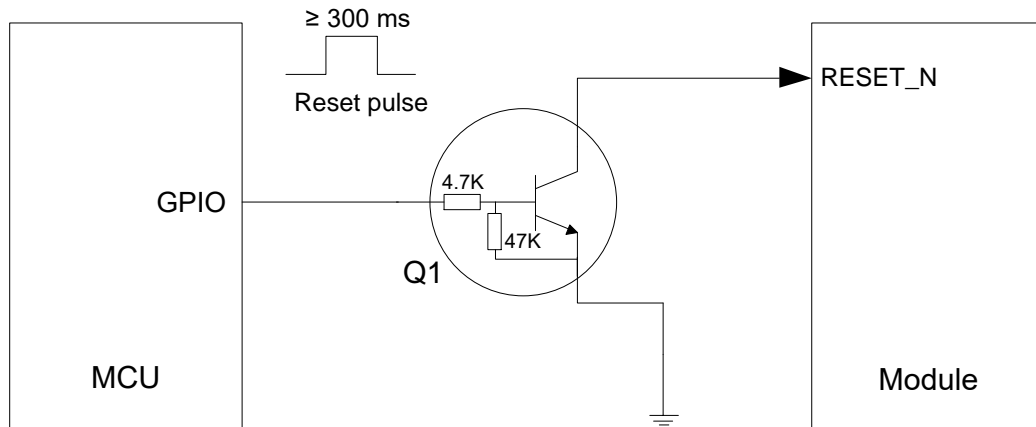 ≥ 300 ms
Reset pulse
RESET_N
4.7K
GPIO
47K
Q1
MCU
Module